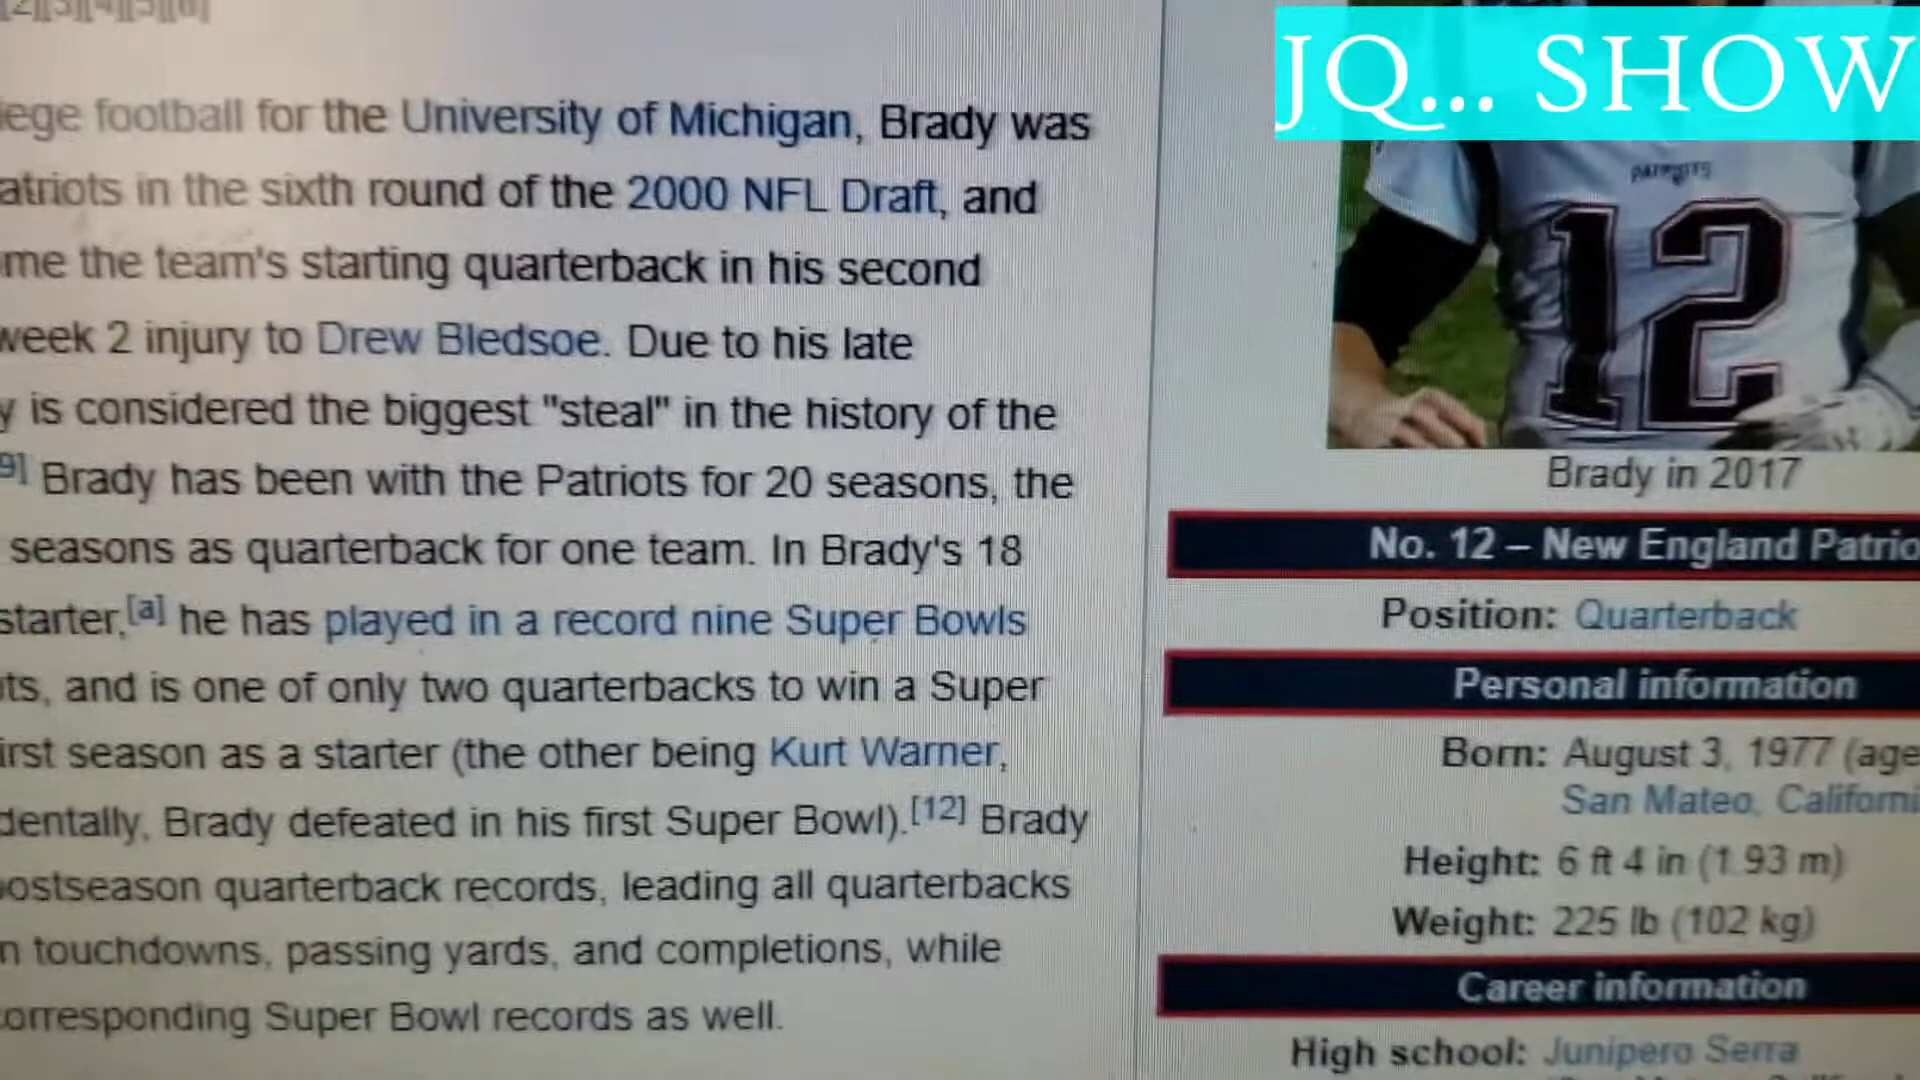 [2][3][4][5][6]
lege football for the University of Michigan, Brady was
atriots in the sixth round of the 2000 NFL Draft, and
me the team's starting quarterback in his second
week 2 injury to Drew Bledsoe. Due to his late
y is considered the biggest "steal" in the history of the
9] Brady has been with the Patriots for 20 seasons, the
seasons as quarterback for one team. In Brady's 18
starter,[a] he has played in a record nine Super Bowls
ts, and is one of only two quarterbacks to win a Super
irst season as a starter (the other being Kurt Warner,
dentally, Brady defeated in his first Super Bowl).[12] Brady
ostseason quarterback records, leading all quarterbacks
n touchdowns, passing yards, and completions, while
orresponding Super Bowl records as well.
JQ... SHOW
PATRIOTS
12
Brady in 2017
No. 12 – New England Patrio
Position: Quarterback
Personal information
Born: August 3, 1977 (age
San Mateo, Californi
Height: 6 ft 4 in (1.93 m)
Weight: 225 lb (102 kg)
Career information
High school: Junipero Serra